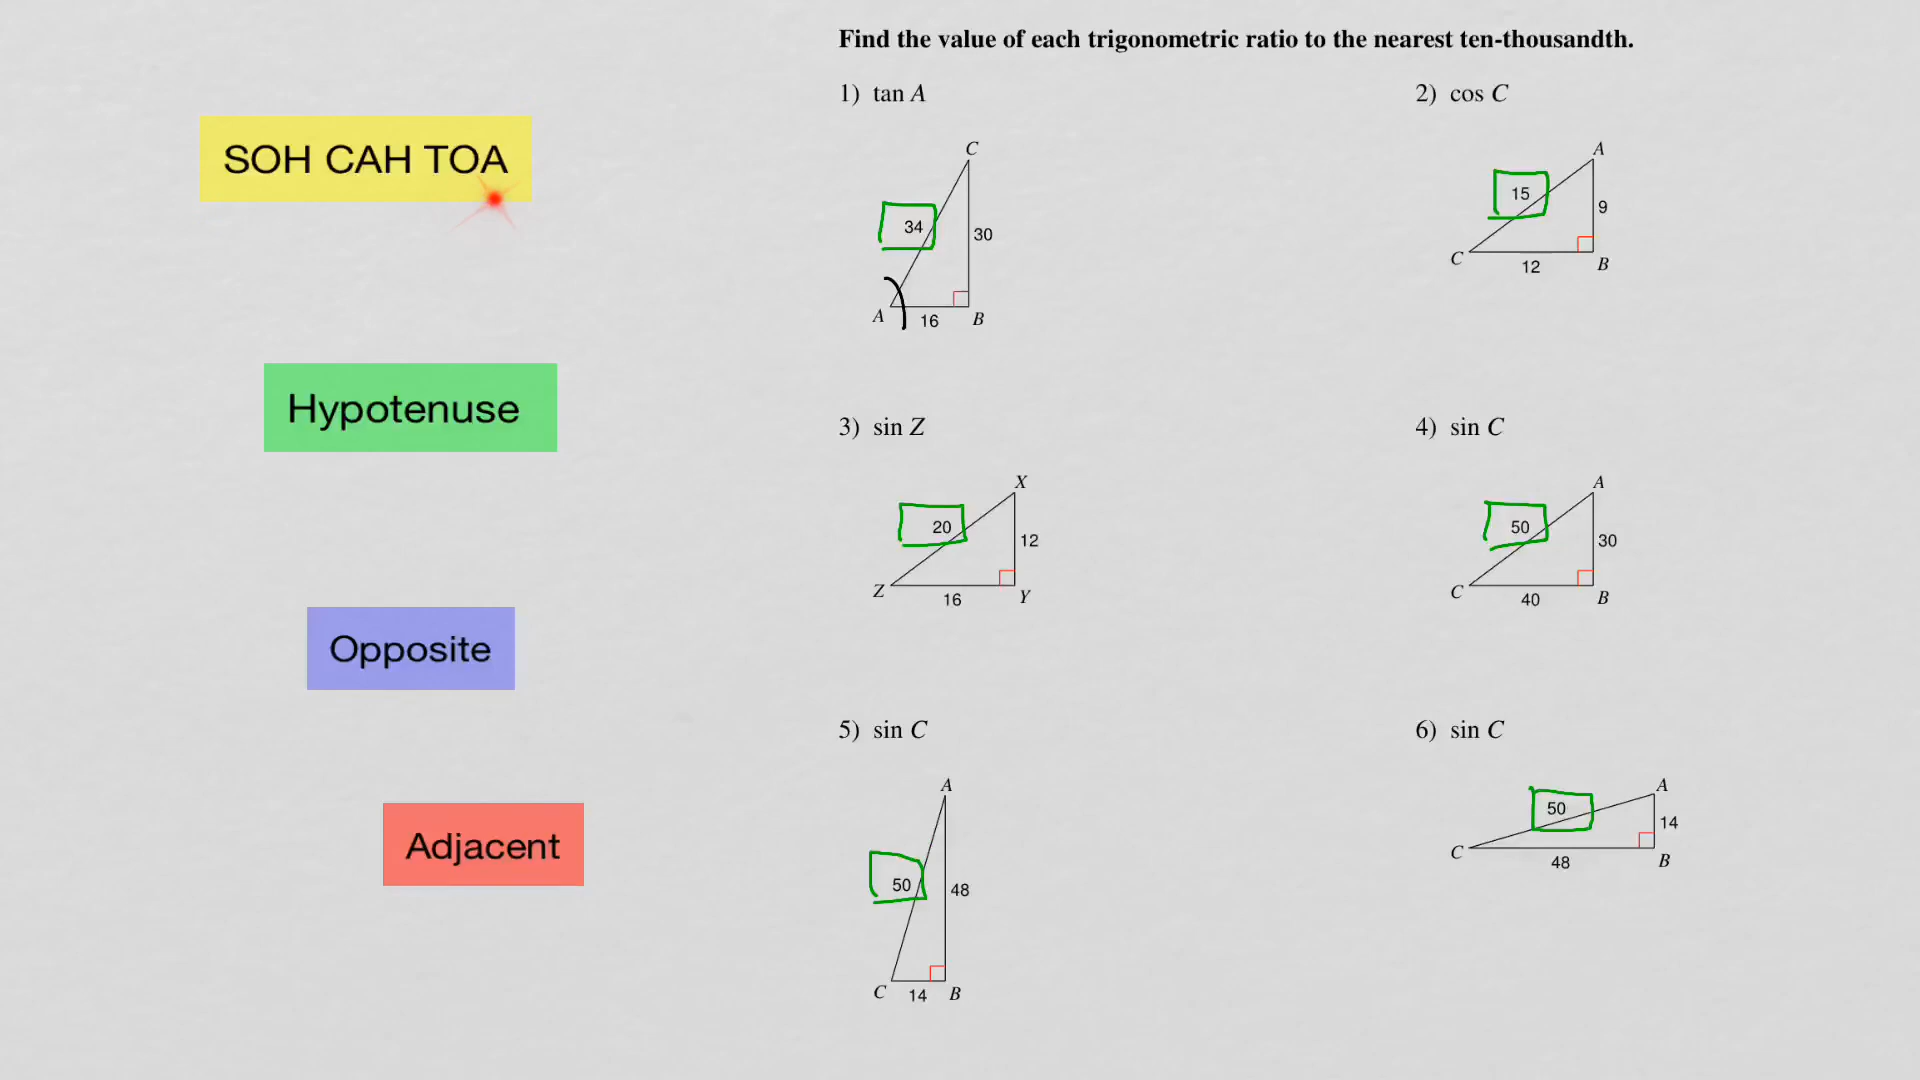 Find the value of each trigonometric ratio to the nearest ten-thousandth.
SOH CAH TOA
Hypotenuse
Opposite
Adjacent
1) tan A
C
34
30
A
16
B
2) cos C
A
15
9
C
12
B
3) sin Z
X
20
12
Z
16
Y
4) sin C
A
50
30
C
40
B
5) sin C
A
50
48
C
14
B
6) sin C
A
50
14
C
48
B